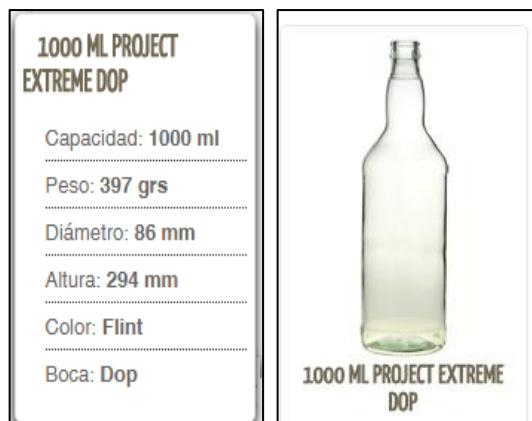 1000 ML PROJECT
EXTREME DOP
Capacidad: 1000 ml
Peso: 397 grs
Diámetro: 86 mm
Altura: 294 mm
Color: Flint
Boca: Dop
1000 ML PROJECT EXTREME
DOP